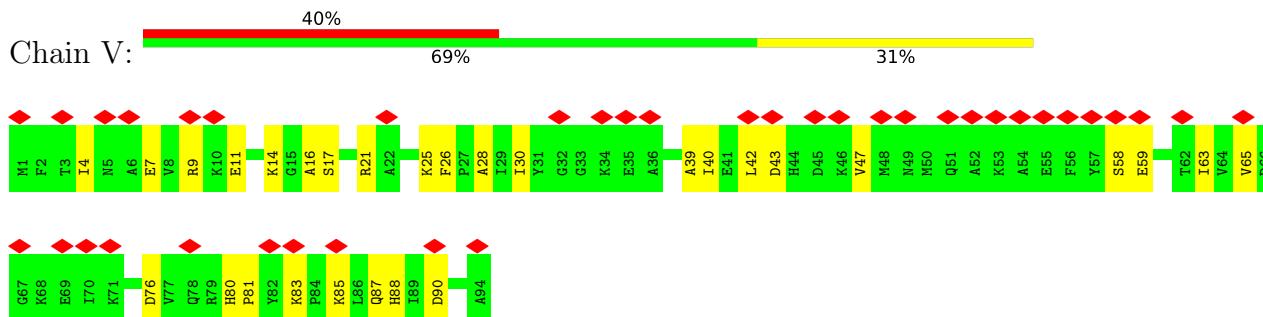 40%
Chain V:
69% 31%
M1 F2 T3 I4 N5 A6 E7 V8 R9 K10 E11 K14 G15 A16 S17 R21 A22 K25 F26 P27 A28 I29 I30 Y31 G32 G33 K34 E35 A36 A39 I40 E41 L42 D43 H44 D45 K46 V47 M48 N49 M50 Q51 A52 K53 A54 E55 F56 Y57 S58 E59 T62 I63 V64 V65
G67 K68 E69 I70 K71 D76 V77 Q78 R79 H80 P81 Y82 K83 P84 K85 L86 Q87 H88 I89 D90 A94